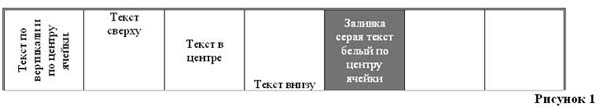 Текст по
вертикали и
по центру
ячейки.
Текст
сверху
Текст в
центре
Текст внизу
Заливка
серая текст
белый по
центру
ячейки
Рисунок 1